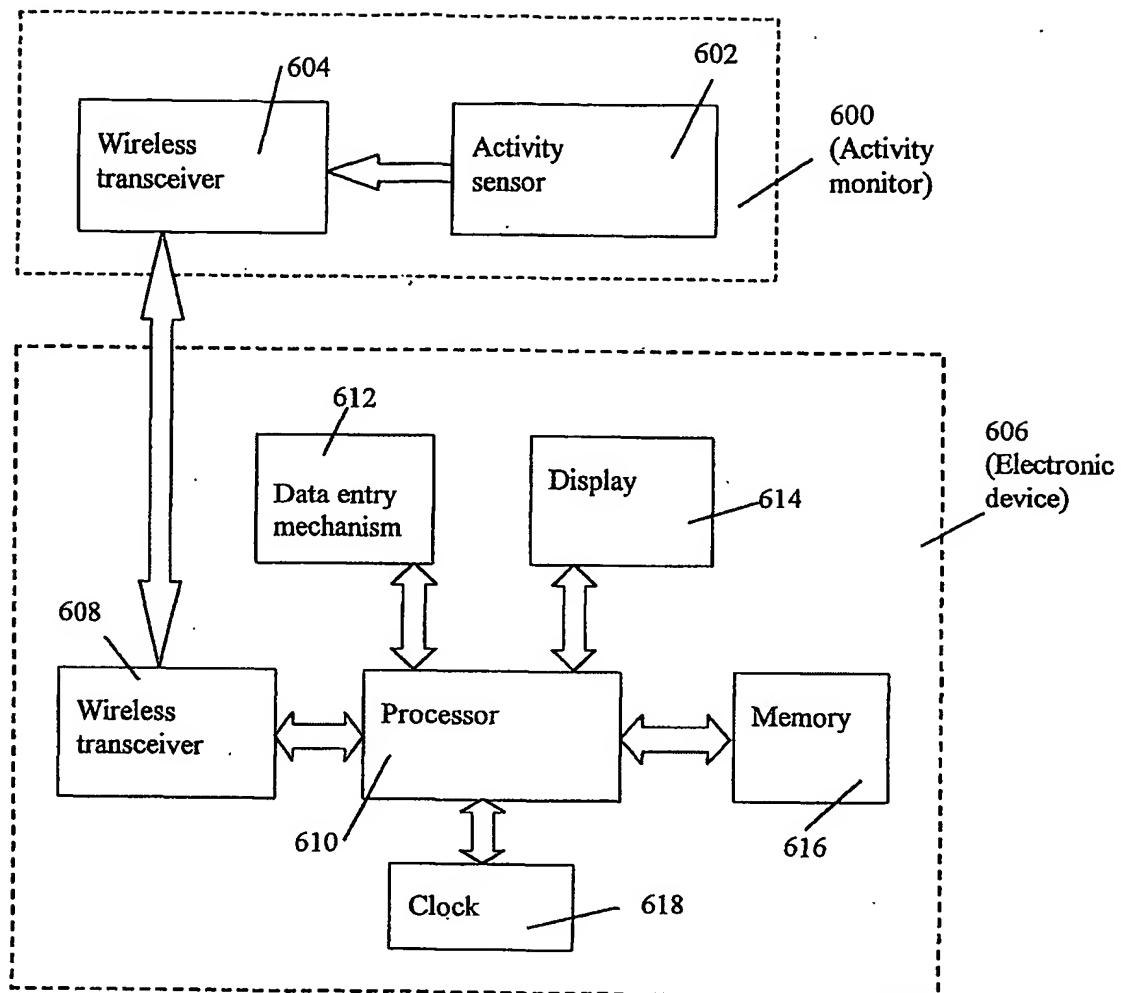 604
602
Wireless
transceiver
Activity
sensor
600
(Activity
monitor)
612
Data entry
mechanism
Display
614
606
(Electronic
device)
608
Wireless
transceiver
Processor
610
Memory
616
Clock
618